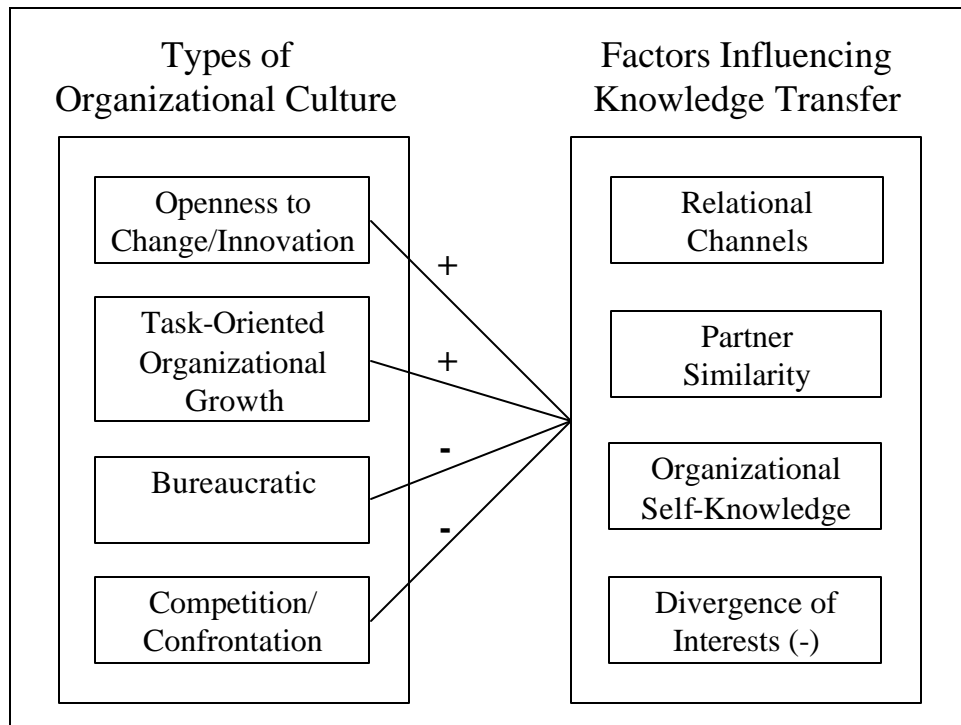 Types of
Organizational Culture
Openness to
Change/Innovation
Task-Oriented
Organizational
Growth
Bureaucratic
Competition/
Confrontation
+
+
-
-
Factors Influencing
Knowledge Transfer
Relational
Channels
Partner
Similarity
Organizational
Self-Knowledge
Divergence of
Interests (-)